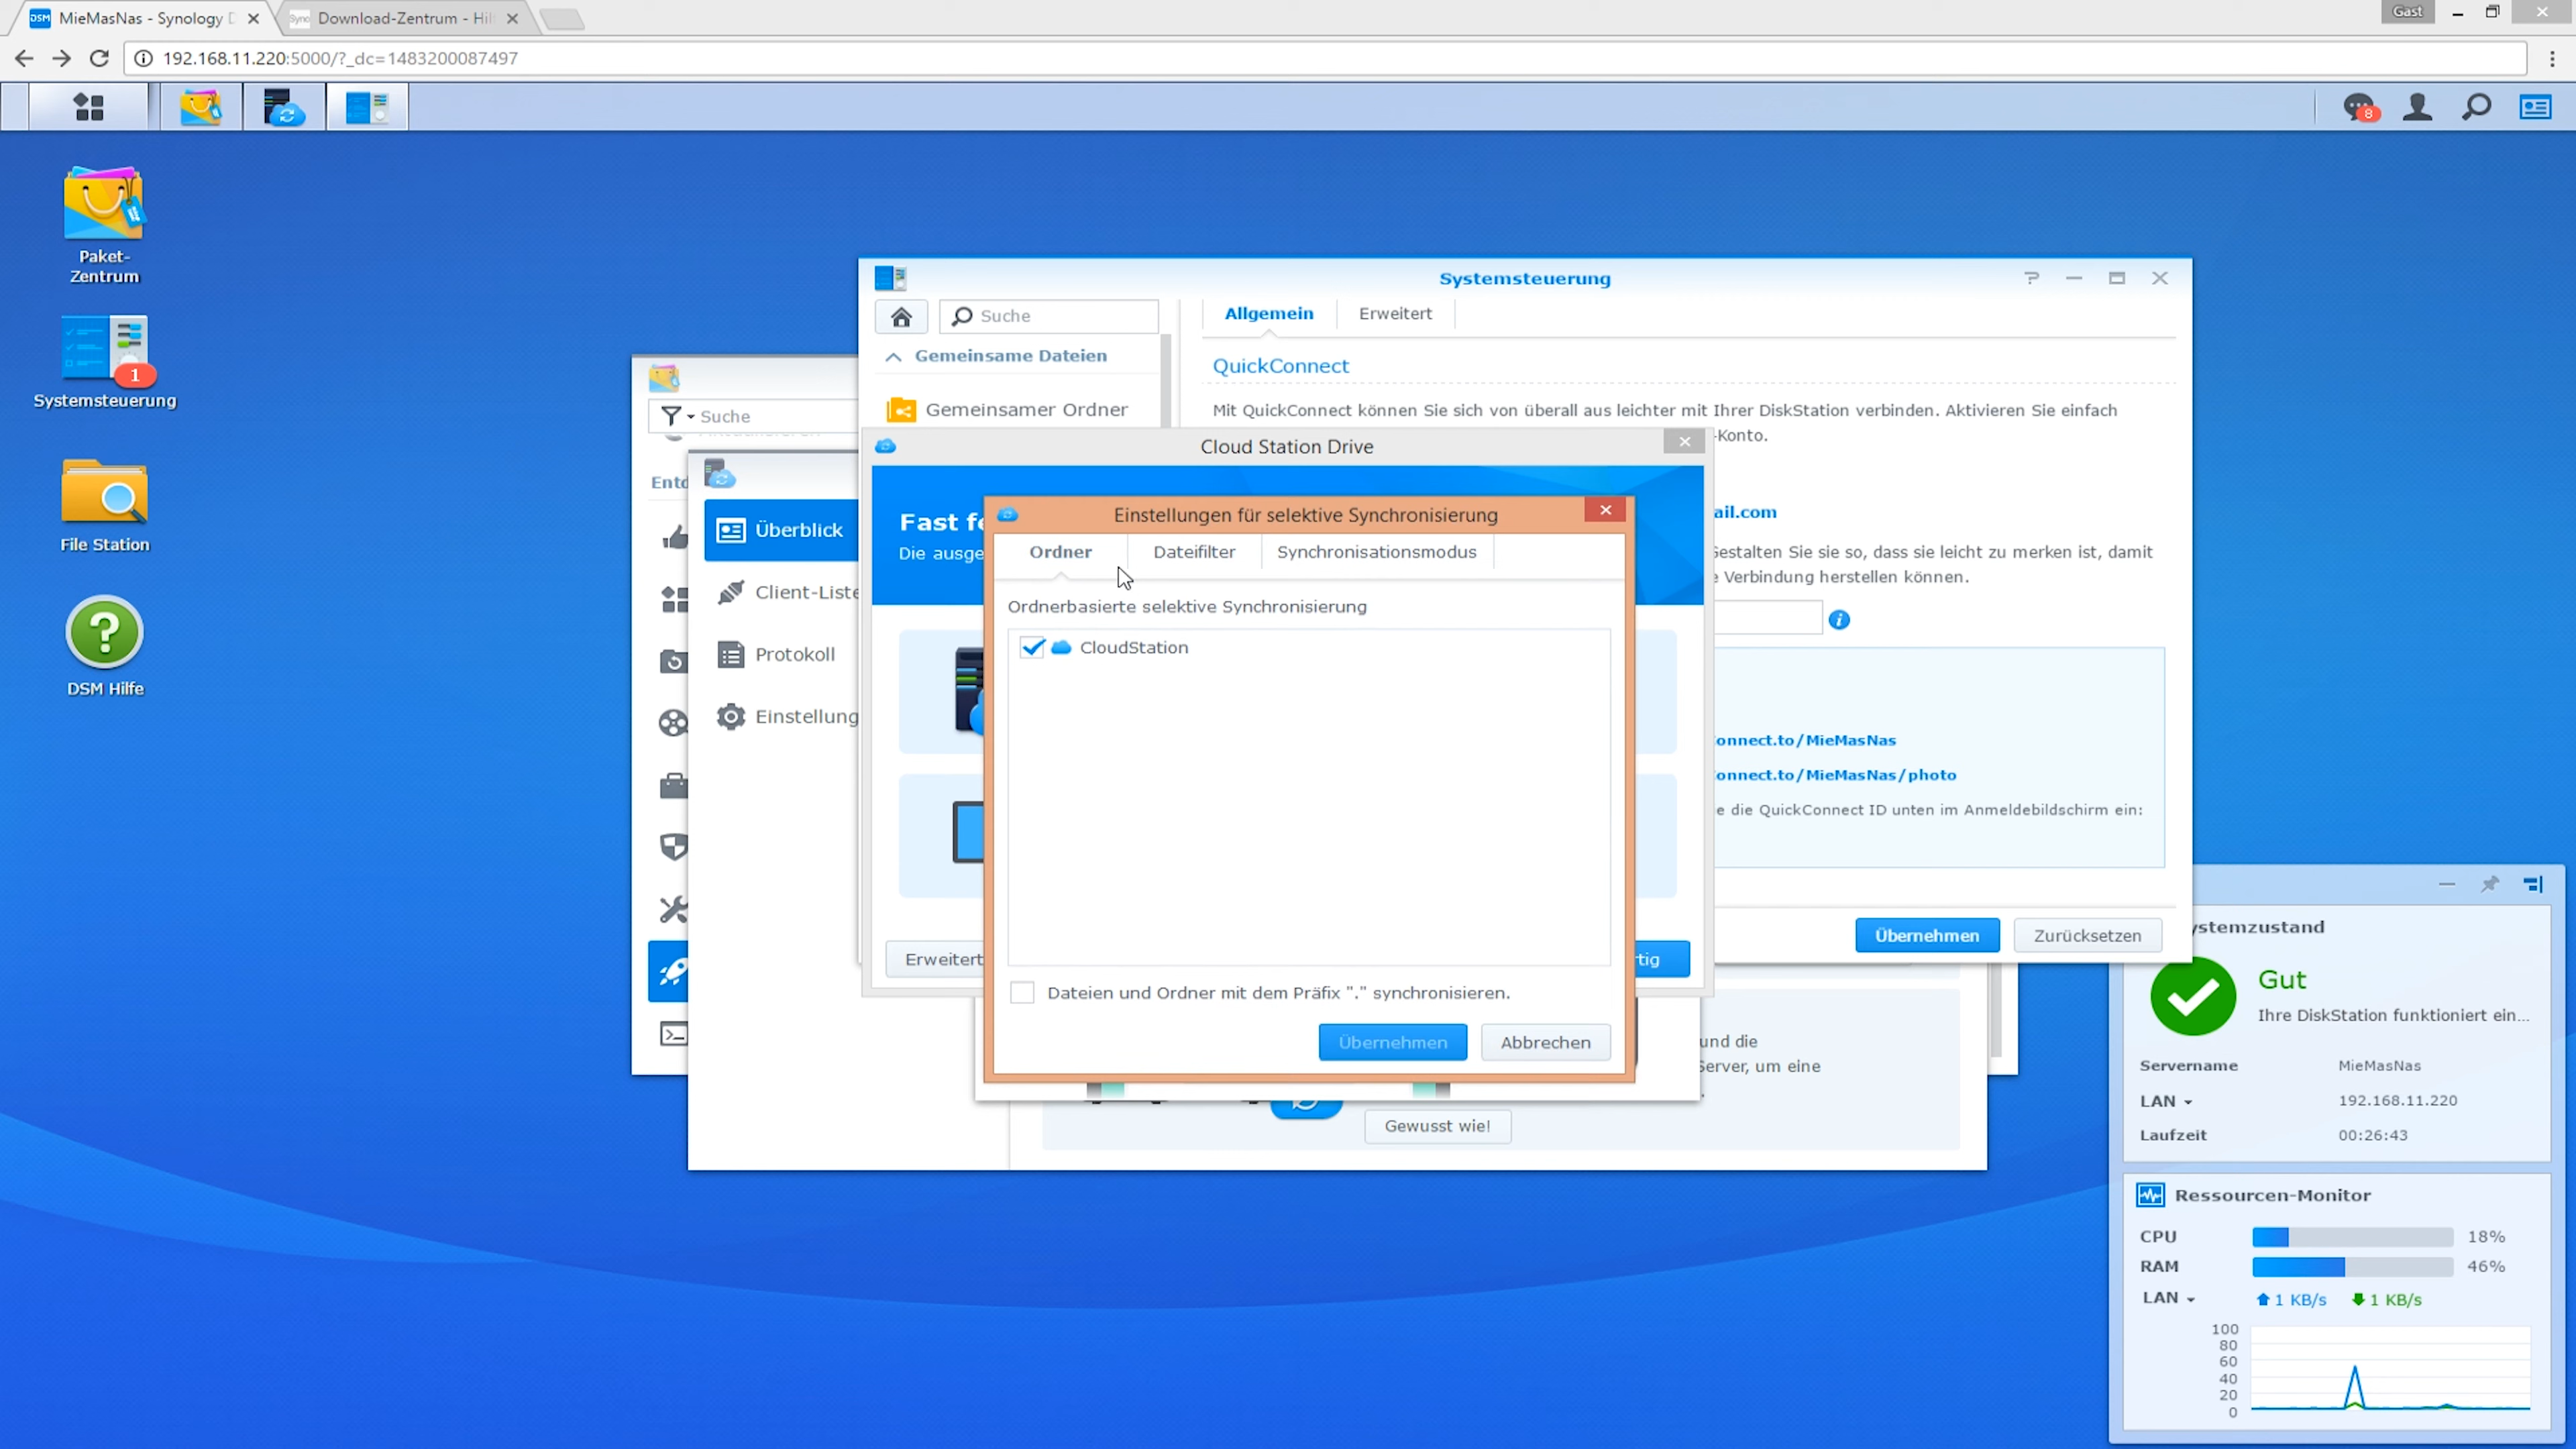 MieMasNas - Synology D
Download-Zentrum - Hil
Gast
192.168.11.220:5000/?_dc=1483200087497
8
Paket-
Zentrum
1
Systemsteuerung
File Station
DSM Hilfe
Systemsteuerung
Suche
Allgemein
Erweitert
Gemeinsame Dateien
QuickConnect
Gemeinsamer Ordner
Mit QuickConnect können Sie sich von überall aus leichter mit Ihrer DiskStation verbinden. Aktivieren Sie einfach
-Konto.
Suche
Cloud Station Drive
Entd
Überblick
Fast fe
Die ausge
Client-Liste
Protokoll
Einstellung
Einstellungen für selektive Synchronisierung
Ordner
Dateifilter
Synchronisationsmodus
Ordnerbasierte selektive Synchronisierung
CloudStation
ail.com
Gestalten Sie sie so, dass sie leicht zu merken ist, damit
e Verbindung herstellen können.
onnect.to/MieMasNas
onnect.to/MieMasNas/photo
e die QuickConnect ID unten im Anmeldebildschirm ein:
Übernehmen
Zurücksetzen
Erweitert
rtig
Dateien und Ordner mit dem Präfix "." synchronisieren.
Übernehmen
Abbrechen
und die
Server, um eine
Gewusst wie!
ystemzustand
Gut
Ihre DiskStation funktioniert ein...
Servername
MieMasNas
LAN
192.168.11.220
Laufzeit
00:26:43
Ressourcen-Monitor
CPU
18%
RAM
46%
LAN
1 KB/s
1 KB/s
100
80
60
40
20
0